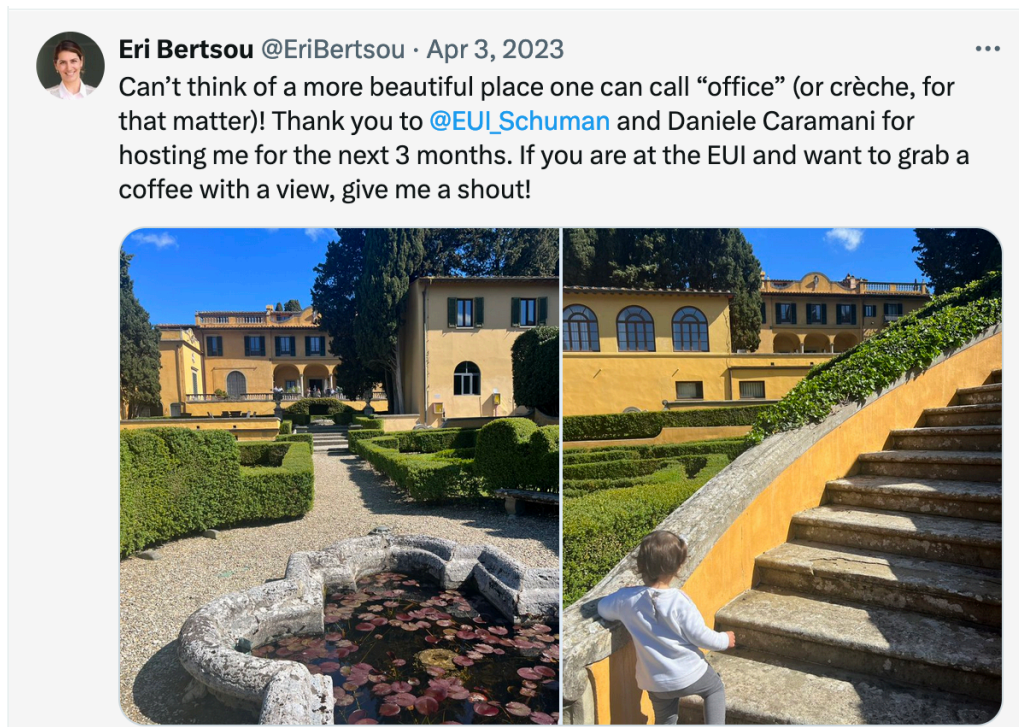 Eri Bertsou @EriBertsou · Apr 3, 2023
Can’t think of a more beautiful place one can call “office” (or crèche, for
that matter)! Thank you to @EUI_Schuman and Daniele Caramani for
hosting me for the next 3 months. If you are at the EUI and want to grab a
coffee with a view, give me a shout!